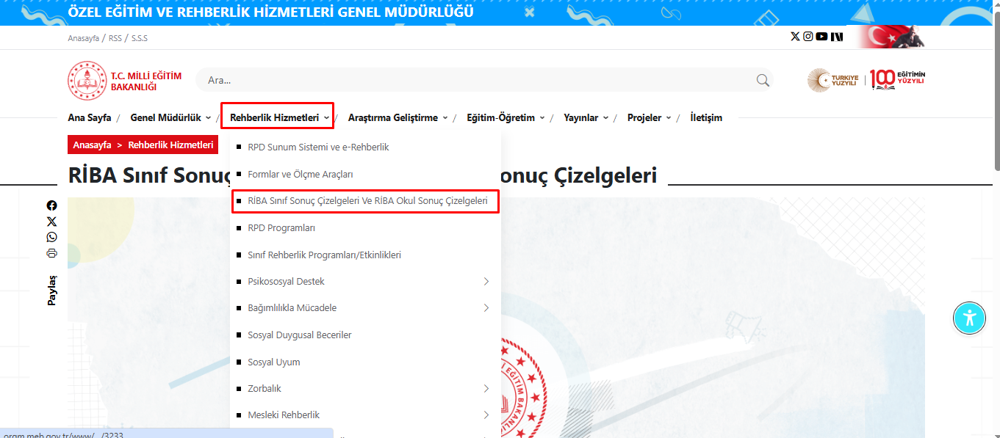 ÖZEL EĞİTİM VE REHBERLİK HİZMETLERİ GENEL MÜDÜRLÜĞÜ
Anasayfa / RSS / S.S.S
T.C. MİLLİ EĞİTİM
BAKANLIĞI
Ara...
TÜRKİYE
YÜZYILI
100
EĞİTİMİN
YÜZYILI
Ana Sayfa / Genel Müdürlük / Rehberlik Hizmetleri / Araştırma Geliştirme / Eğitim-Öğretim / Yayınlar / Projeler / İletişim
Anasayfa > Rehberlik Hizmetleri
RİBA Sınıf Sonuç onuç Çizelgeleri
RPD Sunum Sistemi ve e-Rehberlik
Formlar ve Ölçme Araçları
RİBA Sınıf Sonuç Çizelgeleri Ve RİBA Okul Sonuç Çizelgeleri
RPD Programları
Sınıf Rehberlik Programları/Etkinlikleri
Psikososyal Destek
Bağımlılıkla Mücadele
Sosyal Duygusal Beceriler
Sosyal Uyum
Zorbalık
Mesleki Rehberlik
Paylaş
EĞİTİM BAKANLIĞI
orgm.meb.gov.tr/www/.../3233